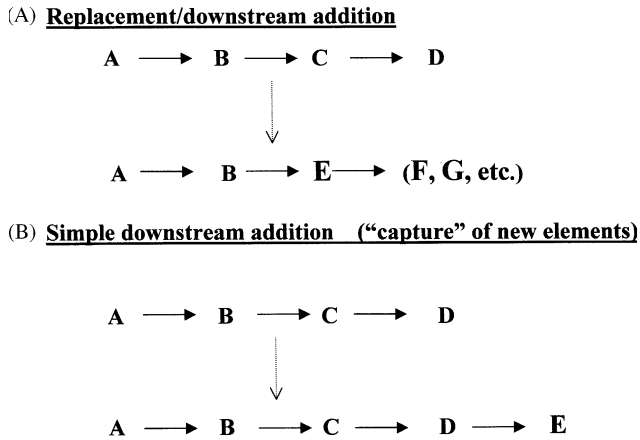 (A) Replacement/downstream addition
A B C D
A B E (F, G, etc.)
(B) Simple downstream addition (“capture” of new elements)
A B C D
A B C D E